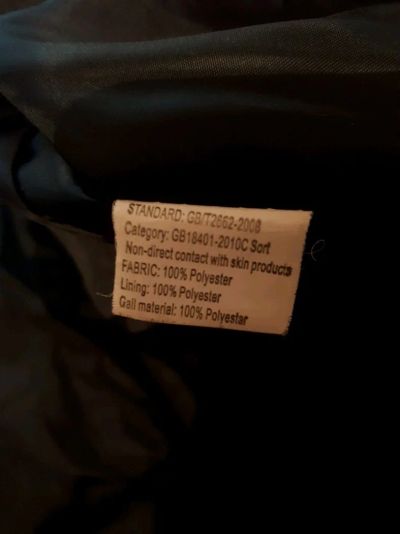 STANDARD: GB/T2662-2008
Category: GB18401-2010C Sort
Non-direct contact with skin products
FABRIC: 100% Polyester
Lining: 100% Polyester
Gall material: 100% Polyestar